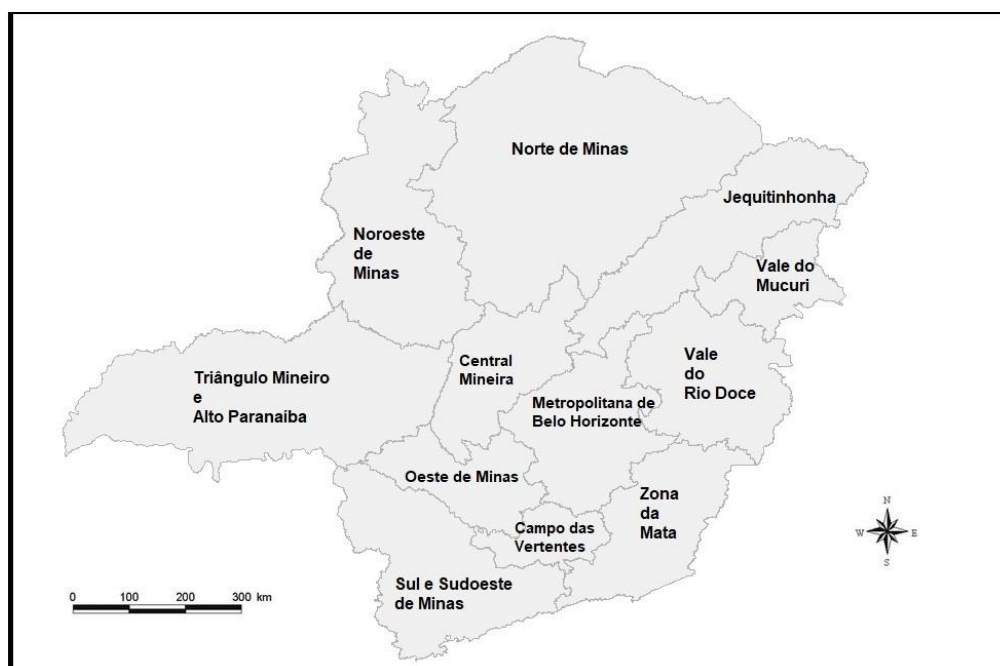 Norte de Minas
Jequitinhonha
Noroeste
de
Minas
Vale do
Mucuri
Central
Mineira
Vale
do
Rio Doce
Triângulo Mineiro
e
Alto Paranaíba
Metropolitana de
Belo Horizonte
Oeste de Minas
Zona
da
Mata
Campo das
Vertentes
Sul e Sudoeste
de Minas
N
W E
S
0 100 200 300 km